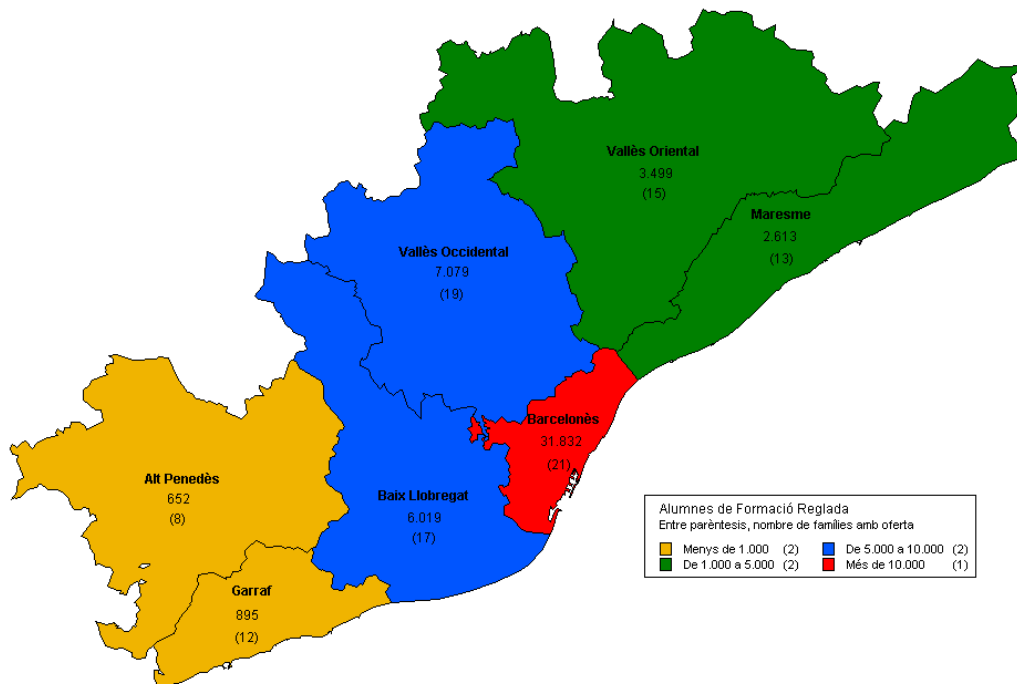 Vallès Oriental
3.499
(15)
Maresme
2.613
(13)
Vallès Occidental
7.079
(19)
Barcelonès
31.832
(21)
Alt Penedès
652
(8)
Baix Llobregat
6.019
(17)
Garraf
895
(12)
Alumnes de Formació Reglada
Entre parèntesis, nombre de famílies amb oferta
Menys de 1.000 (2) De 5.000 a 10.000 (2)
De 1.000 a 5.000 (2) Més de 10.000 (1)